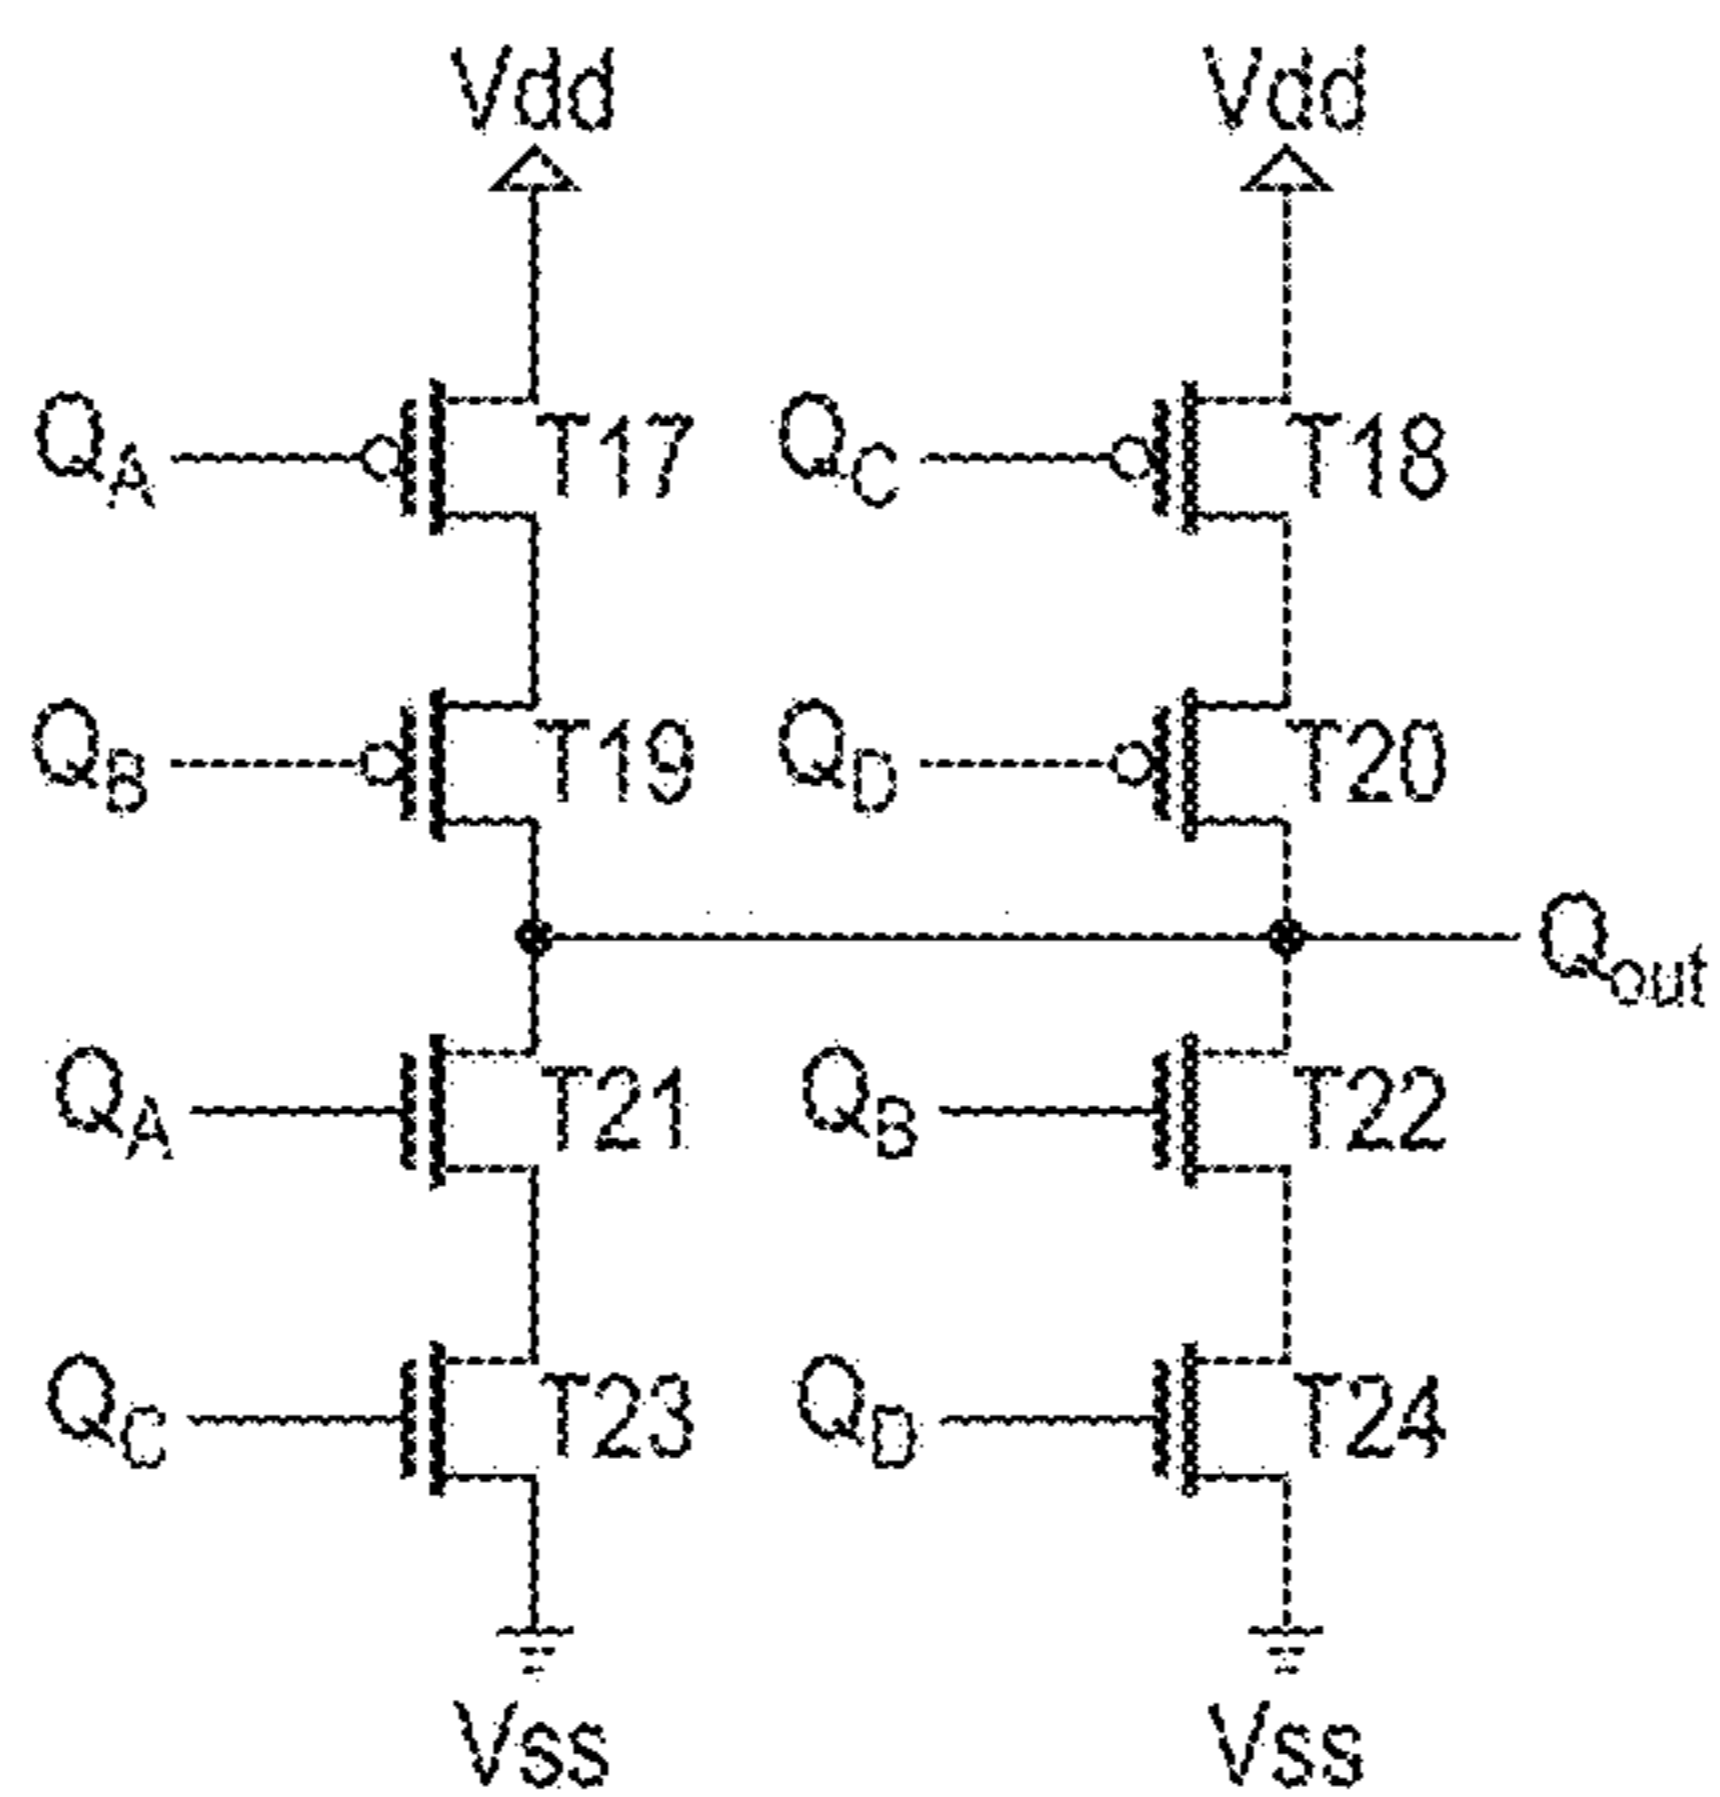 Vdd Vdd
QA T17 QC T18
QB T19 QD T20
Qout
QA T21 QB T22
QC T23 QD T24
Vss Vss